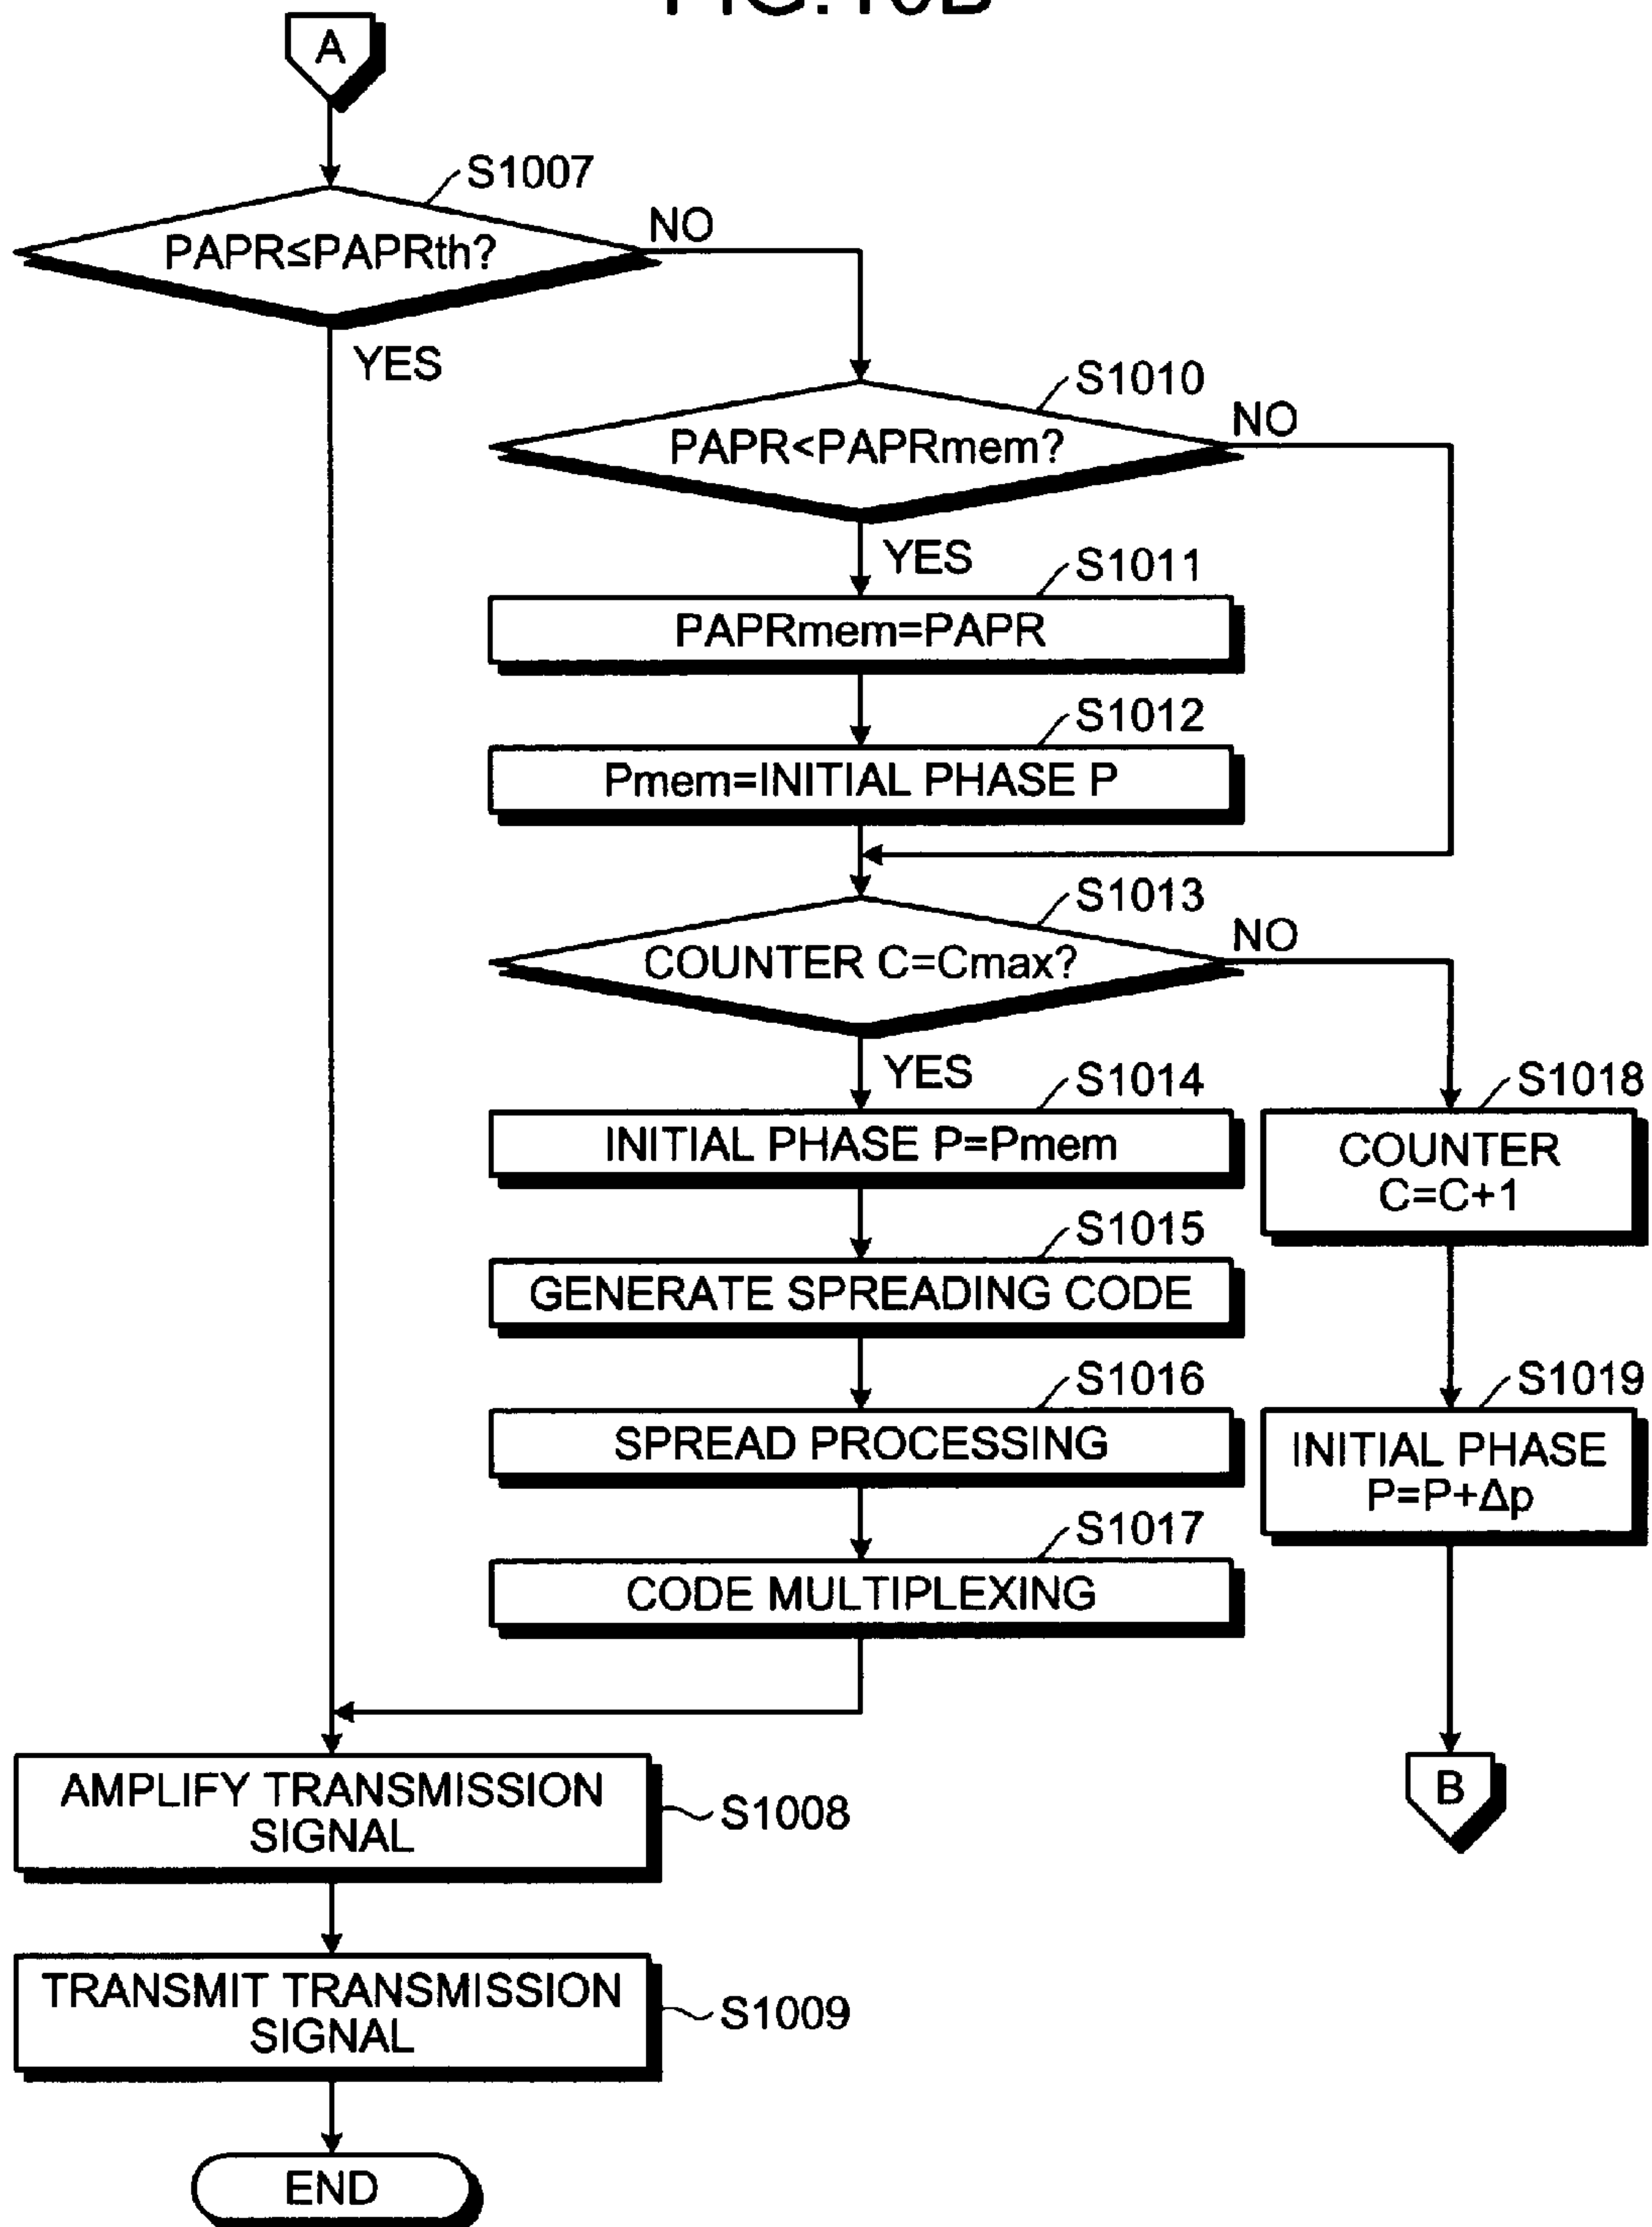 FIG.10B
A
S1007
PAPR≤PAPRth?
NO
YES
S1010
PAPR<PAPRmem?
NO
YES
S1011
PAPRmem=PAPR
S1012
Pmem=INITIAL PHASE P
S1013
COUNTER C=Cmax?
NO
YES
S1014
INITIAL PHASE P=Pmem
S1018
COUNTER
C=C+1
S1015
GENERATE SPREADING CODE
S1016
SPREAD PROCESSING
S1019
INITIAL PHASE
P=P+Δp
S1017
CODE MULTIPLEXING
AMPLIFY TRANSMISSION
SIGNAL
S1008
B
TRANSMIT TRANSMISSION
SIGNAL
S1009
END